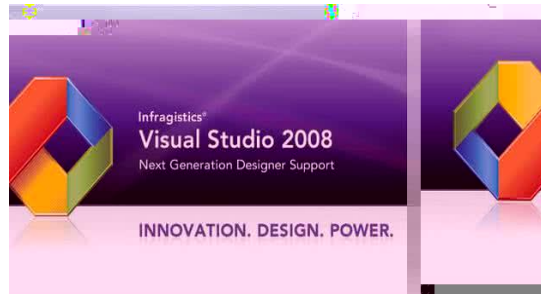 Infragistics®
Visual Studio 2008
Next Generation Designer Support
INNOVATION. DESIGN. POWER.